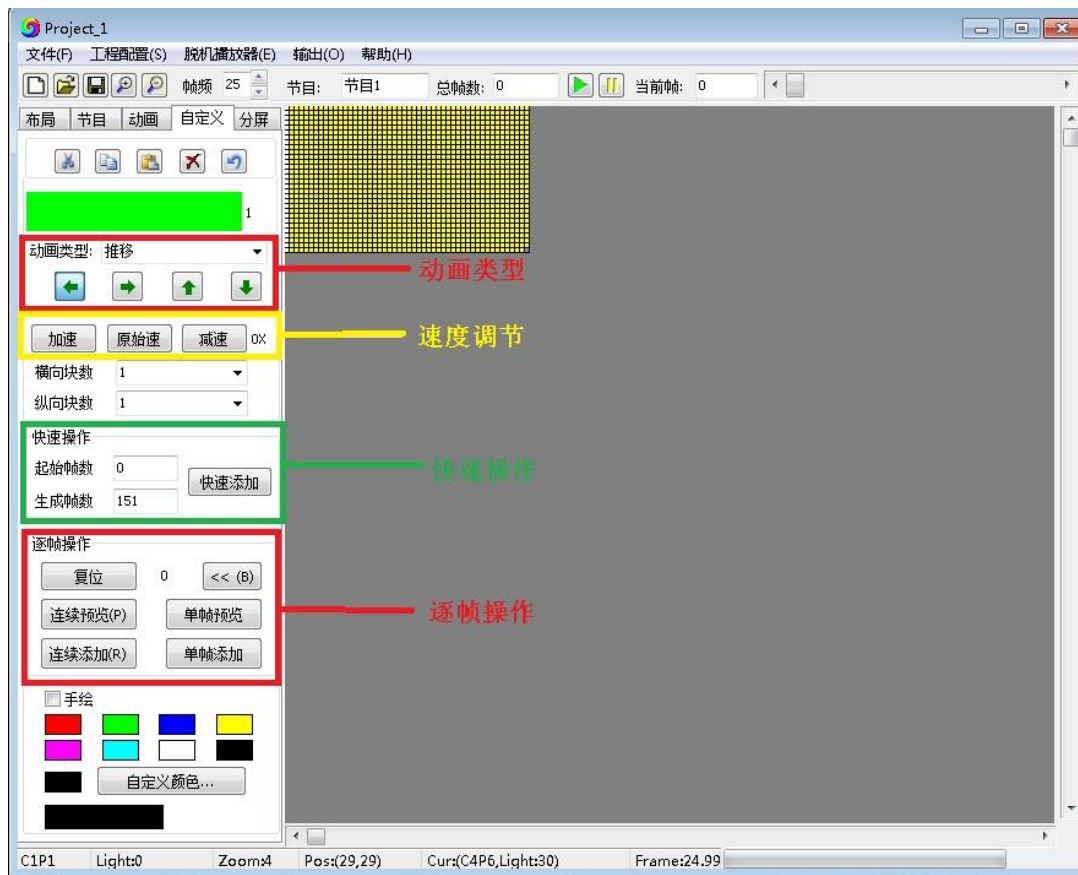 Project_1
文件(F) 工程配置(S) 脱机播放器(E) 输出(O) 帮助(H)
帧频 25 节目: 节目1 总帧数: 0 当前帧: 0
布局 节目 动画 自定义 分屏
1
动画类型: 推移
动画类型
加速 原始速 减速 0X
速度调节
横向块数 1
纵向块数 1
快速操作
起始帧数 0
快速添加
生成帧数 151
快速操作
逐帧操作
复位 0 << (B)
连续预览(P) 单帧预览
逐帧操作
连续添加(R) 单帧添加
手绘
自定义颜色...
C1P1 Light:0 Zoom:4 Pos:(29,29) Cur:(C4P6,Light:30) Frame:24.99